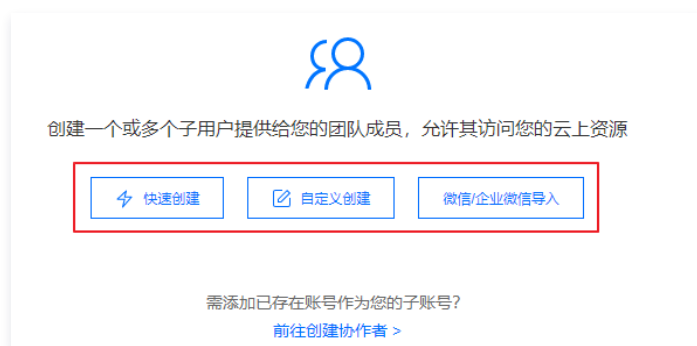 创建一个或多个子用户提供给您的团队成员，允许其访问您的云上资源
快速创建 自定义创建 微信/企业微信导入
需添加已存在账号作为您的子账号？
前往创建协作者 >